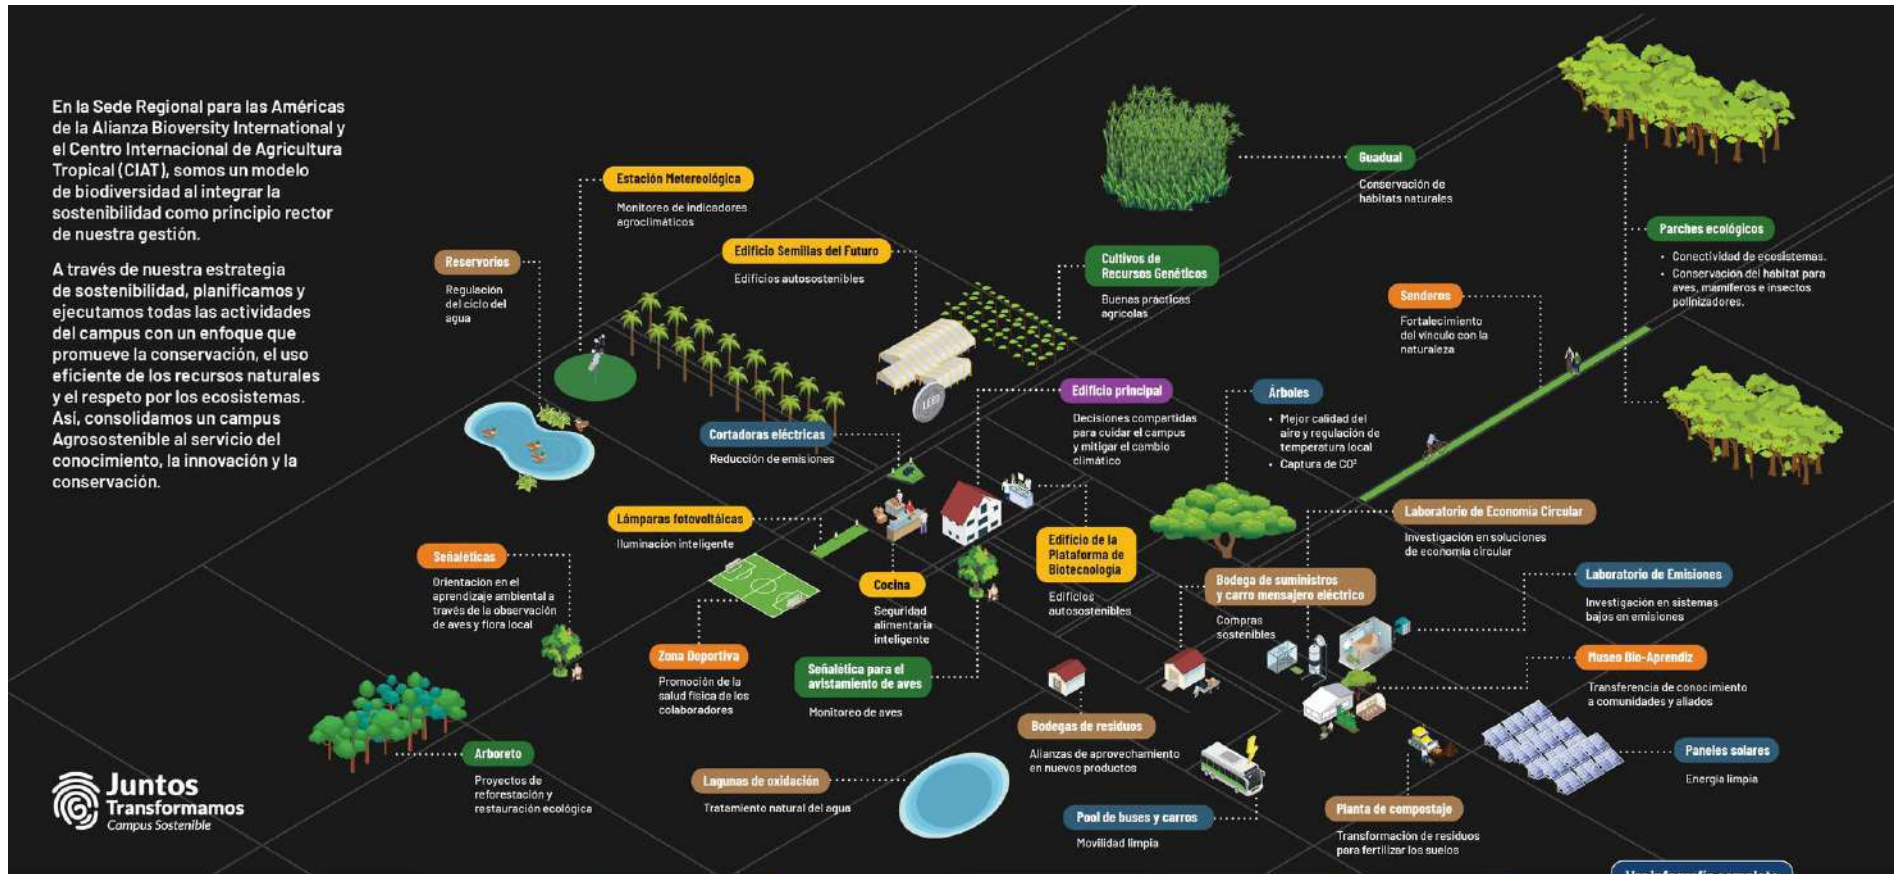 En la Sede Regional para las Américas
de la Alianza Bioversity International y
el Centro Internacional de Agricultura
Tropical (CIAT), somos un modelo
de biodiversidad al integrar la
sostenibilidad como principio rector
de nuestra gestión.
A través de nuestra estrategia
de sostenibilidad, planificamos y
ejecutamos todas las actividades
del campus con un enfoque que
promueve la conservación, el uso
eficiente de los recursos naturales
y el respeto por los ecosistemas.
Así, consolidamos un campus
Agrosostenible al servicio del
conocimiento, la innovación y la
conservación.
Estación Metereológica
Monitoreo de indicadores
agroclimáticos
Reservorios
Regulación
del ciclo del
agua
Edificio Semillas del Futuro
Edificios autosostenibles
LEED
Cultivos de
Recursos Genéticos
Buenas prácticas
agrícolas
Guadual
Conservación de
hábitats naturales
Parches ecológicos
• Conectividad de ecosistemas.
• Conservación del hábitat para
aves, mamíferos e insectos
polinizadores.
Senderos
Fortalecimiento
del vínculo con la
naturaleza
Edificio principal
Decisiones compartidas
para cuidar el campus
y mitigar el cambio
climático
Árboles
• Mejor calidad del
aire y regulación de
temperatura local
• Captura de CO²
Cortadoras eléctricas
Reducción de emisiones
Lámparas fotovoltáicas
Iluminación inteligente
Señaléticas
Orientación en el
aprendizaje ambiental a
través de la observación
de aves y flora local
Cocina
Seguridad
alimentaria
inteligente
Edificio de la
Plataforma de
Biotecnología
Edificios
autosostenibles
Laboratorio de Economía Circular
Investigación en soluciones
de economía circular
Bodega de suministros
y carro mensajero eléctrico
Compras
sostenibles
Laboratorio de Emisiones
Investigación en sistemas
bajos en emisiones
Zona Deportiva
Promoción de la
salud física de los
colaboradores
Señalética para el
avistamiento de aves
Monitoreo de aves
Museo Bio-Aprendiz
Transferencia de conocimiento
a comunidades y aliados
Bodegas de residuos
Alianzas de aprovechamiento
en nuevos productos
Arboreto
Proyectos de
reforestación y
restauración ecológica
Lagunas de oxidación
Tratamiento natural del agua
Paneles solares
Energía limpia
Pool de buses y carros
Movilidad limpia
Planta de compostaje
Transformación de residuos
para fertilizar los suelos
Juntos
Transformamos
Campus Sostenible
Ver infografía completa